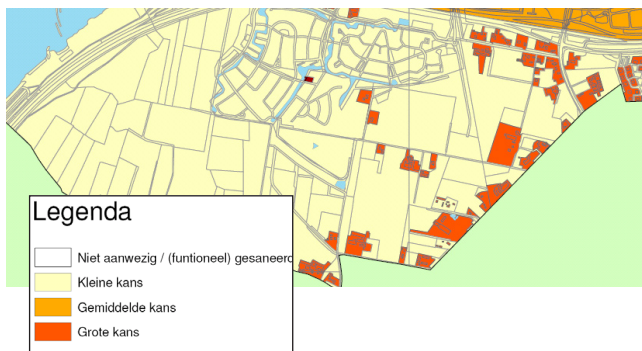 Legenda
Niet aanwezig / (funtioneel) gesaneerd
Kleine kans
Gemiddelde kans
Grote kans